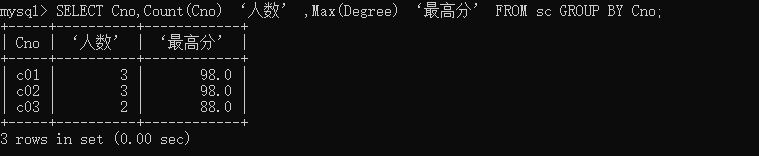 mysql> SELECT Cno,Count(Cno) ‘人数’ ,Max(Degree) ‘最高分’ FROM sc GROUP BY Cno;
+-----+----------+------------+
| Cno | ‘人数’ | ‘最高分’ |
+-----+----------+------------+
| c01 | 3 | 98.0 |
| c02 | 3 | 98.0 |
| c03 | 2 | 88.0 |
+-----+----------+------------+
3 rows in set (0.00 sec)